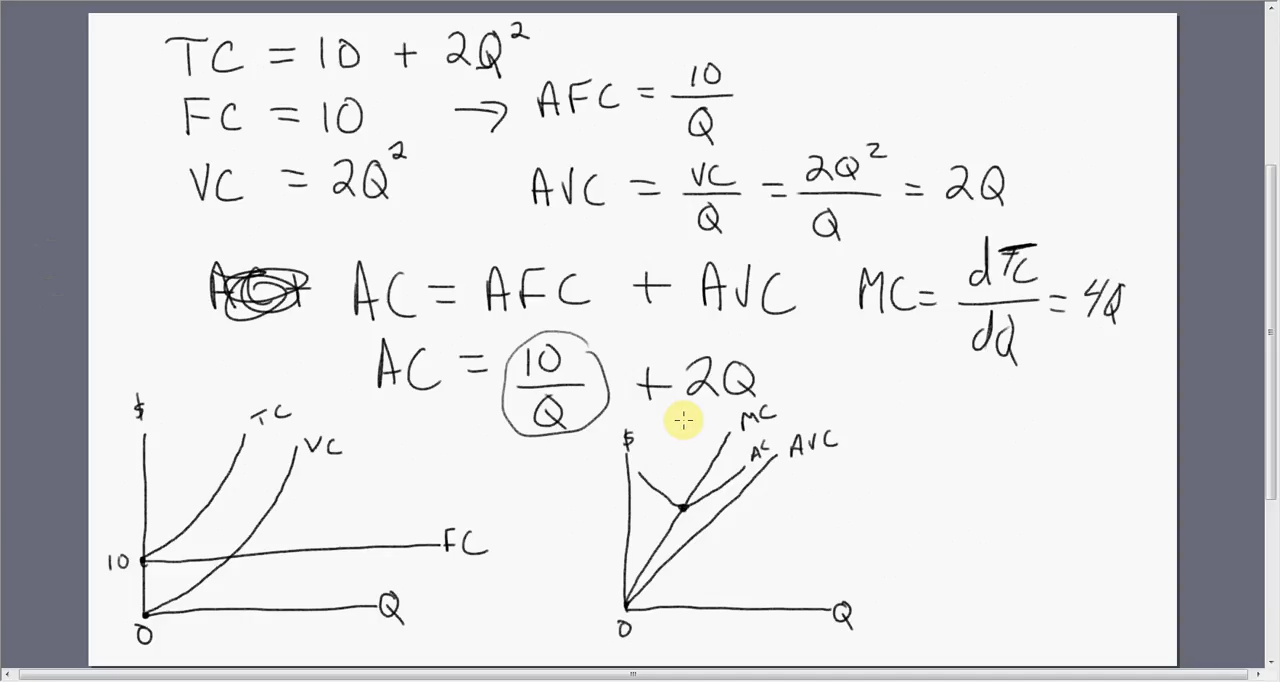 TC = 10 + 2Q²
FC = 10 → AFC = 10/Q
VC = 2Q² AVC = VC/Q = 2Q²/Q = 2Q
AC = AFC + AVC MC = dTC/dQ = 4Q
AC = 10/Q + 2Q
$ TC VC
10 FC
0 Q
$ MC AC AVC
0 Q